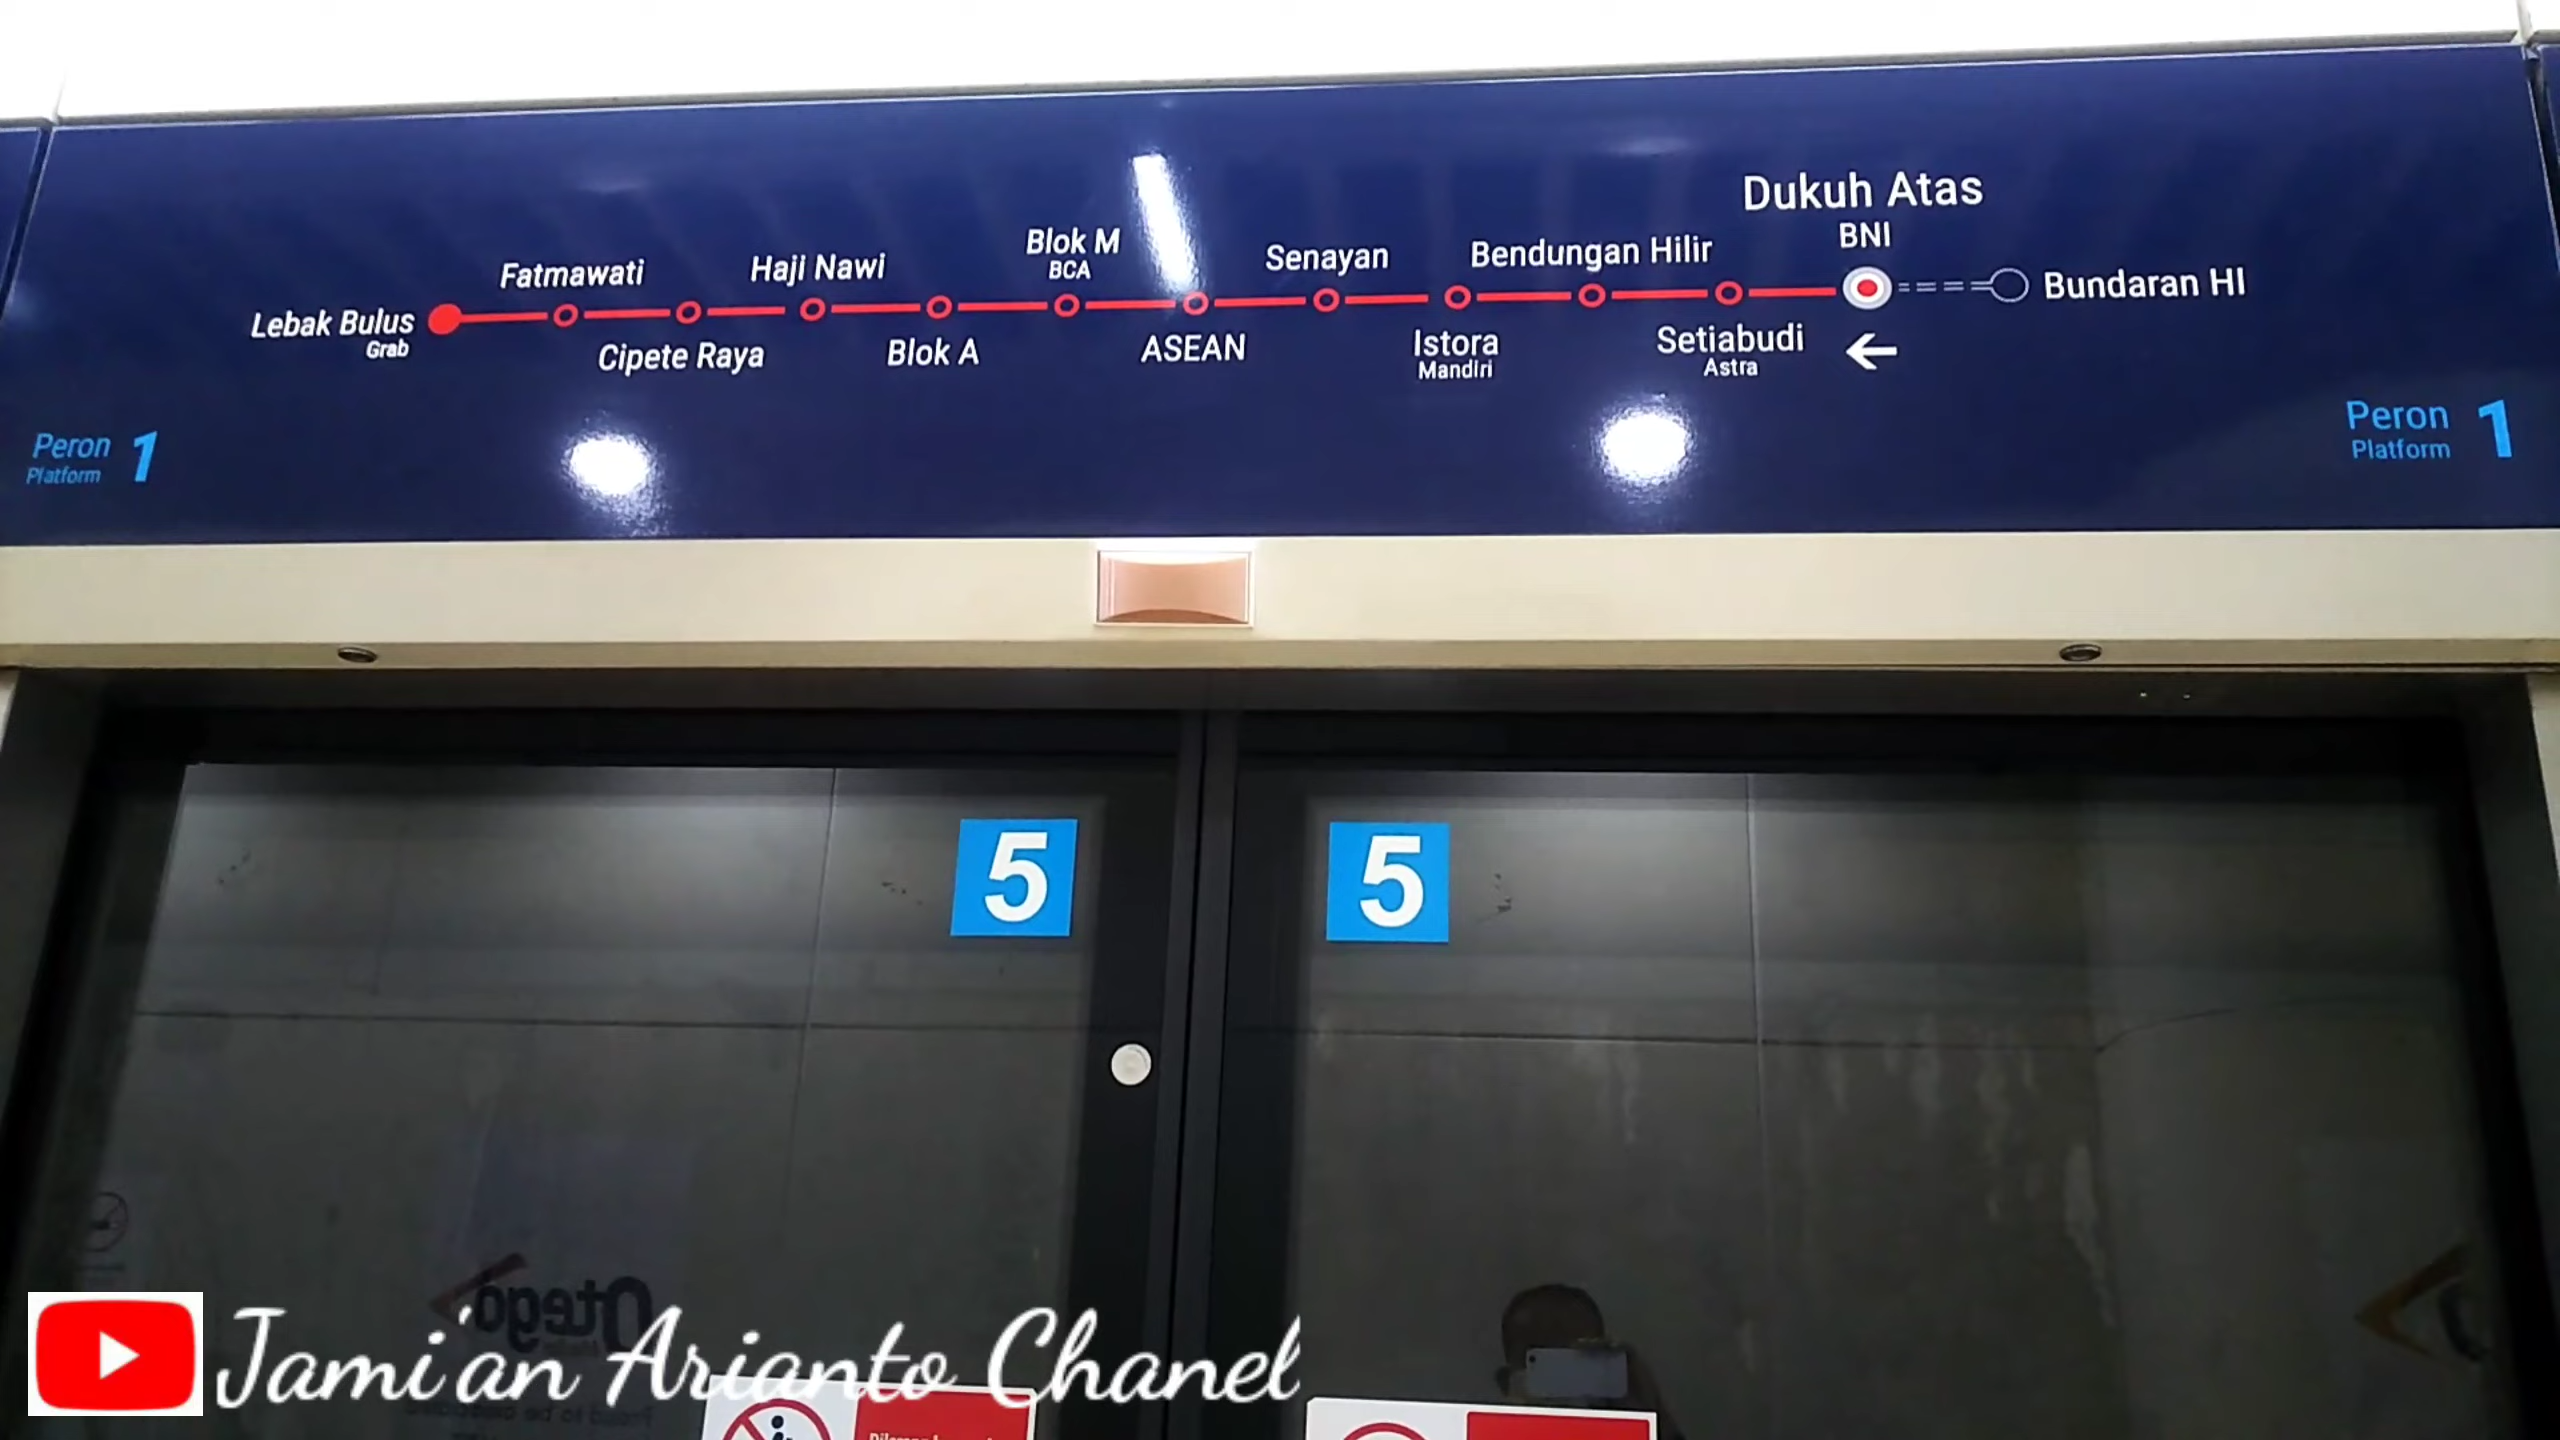 Dukuh Atas
BNI
Blok M
BCA
Fatmawati
Haji Nawi
Senayan
Bendungan Hilir
Lebak Bulus
Grab
Bundaran HI
Cipete Raya
Blok A
ASEAN
Istora
Mandiri
Setiabudi
Astra
Peron 1
Platform
Peron 1
Platform
5
5
Jami'an Arianto Chanel